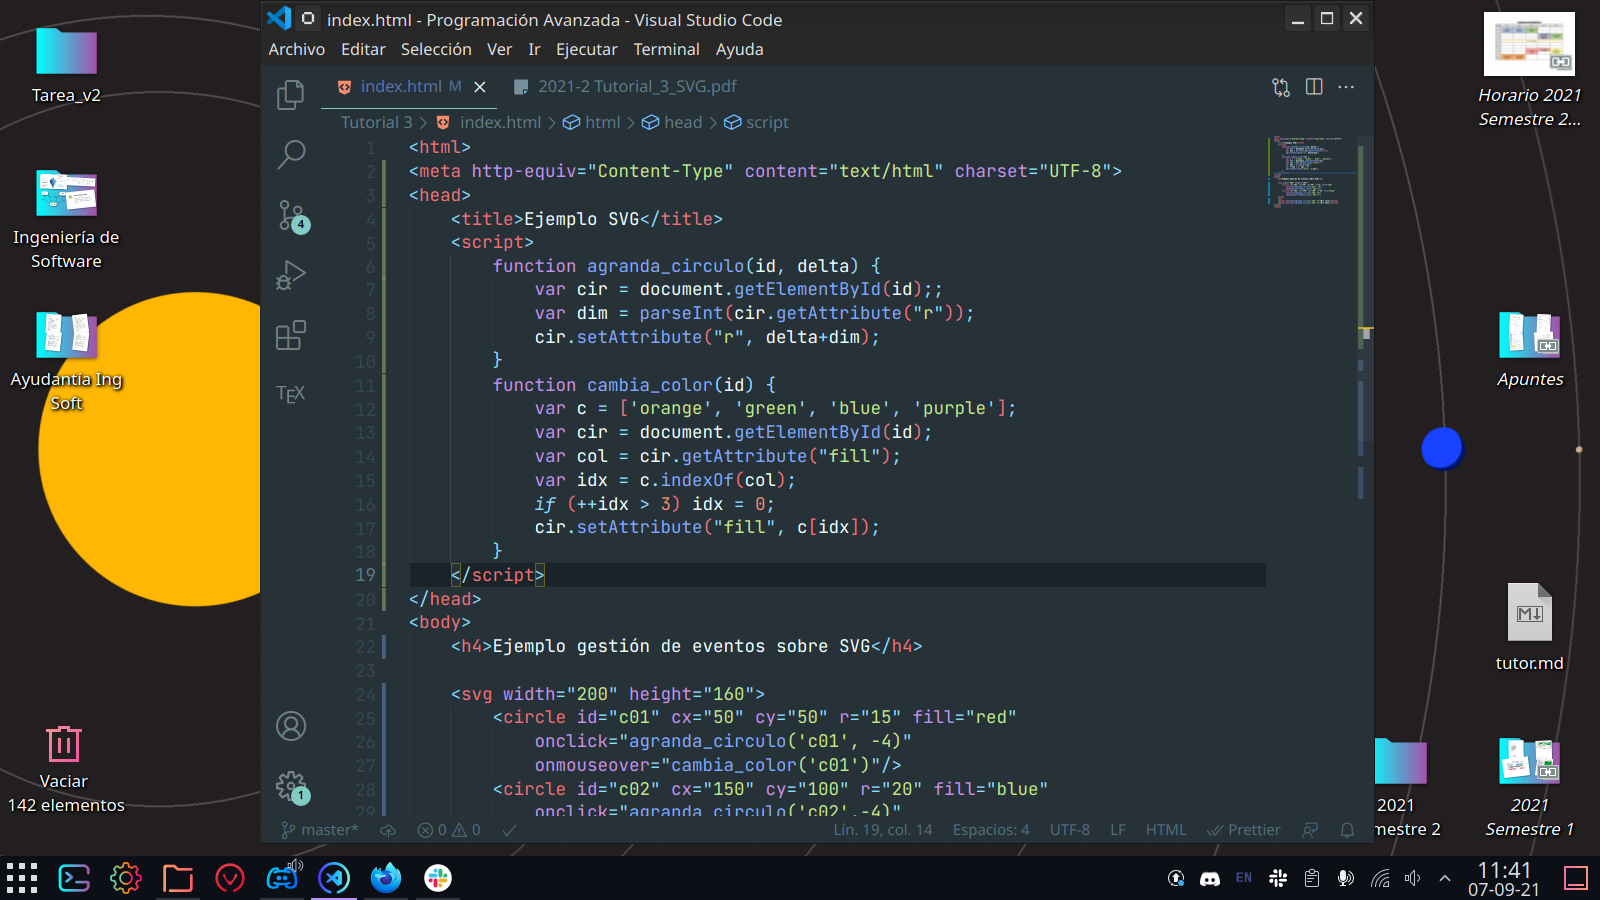 index.html - Programación Avanzada - Visual Studio Code
Archivo Editar Selección Ver Ir Ejecutar Terminal Ayuda
index.html M
2021-2 Tutorial_3_SVG.pdf
Tutorial 3 > index.html > html > head > script
1 <html>
2 <meta http-equiv="Content-Type" content="text/html" charset="UTF-8">
3 <head>
4 <title>Ejemplo SVG</title>
5 <script>
6 function agranda_circulo(id, delta) {
7 var cir = document.getElementById(id);;
8 var dim = parseInt(cir.getAttribute("r"));
9 cir.setAttribute("r", delta+dim);
10 }
11 function cambia_color(id) {
12 var c = ['orange', 'green', 'blue', 'purple'];
13 var cir = document.getElementById(id);
14 var col = cir.getAttribute("fill");
15 var idx = c.indexOf(col);
16 if (++idx > 3) idx = 0;
17 cir.setAttribute("fill", c[idx]);
18 }
19 </script>
20 </head>
21 <body>
22 <h4>Ejemplo gestión de eventos sobre SVG</h4>
23
24 <svg width="200" height="160">
25 <circle id="c01" cx="50" cy="50" r="15" fill="red"
26 onclick="agranda_circulo('c01', -4)"
27 onmouseover="cambia_color('c01')"/>
28 <circle id="c02" cx="150" cy="100" r="20" fill="blue"
29 onclick="agranda_circulo('c02',-4)"
4
TEX
1
master* 0 0 Lín. 19, col. 14 Espacios: 4 UTF-8 LF HTML Prettier
Tarea_v2
Ingeniería de
Software
Ayudantía Ing
Soft
Vaciar
142 elementos
Horario 2021
Semestre 2...
Apuntes
tutor.md
2021
mestre 2
2021
Semestre 1
EN
11:41
07-09-21